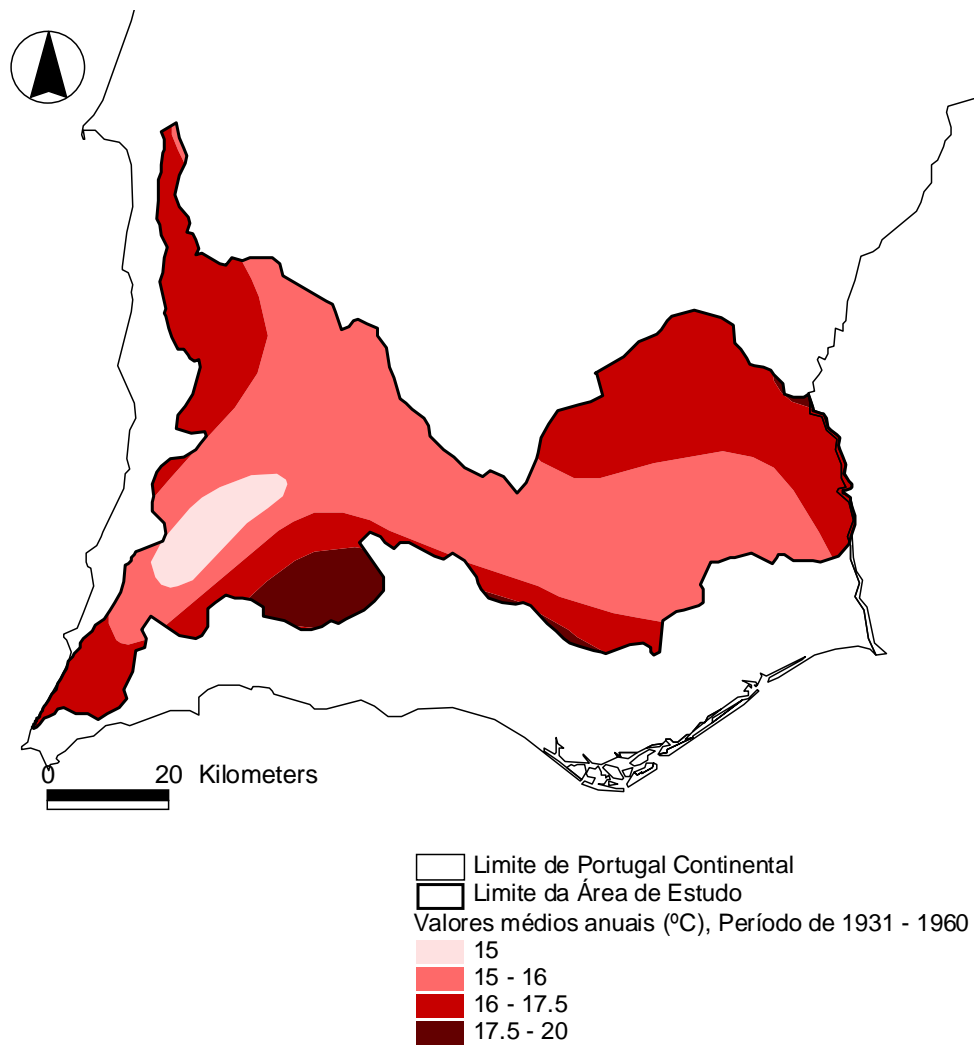 0 20 Kilometers
Limite de Portugal Continental
Limite da Área de Estudo
Valores médios anuais (ºC), Período de 1931 - 1960
15
15 - 16
16 - 17.5
17.5 - 20